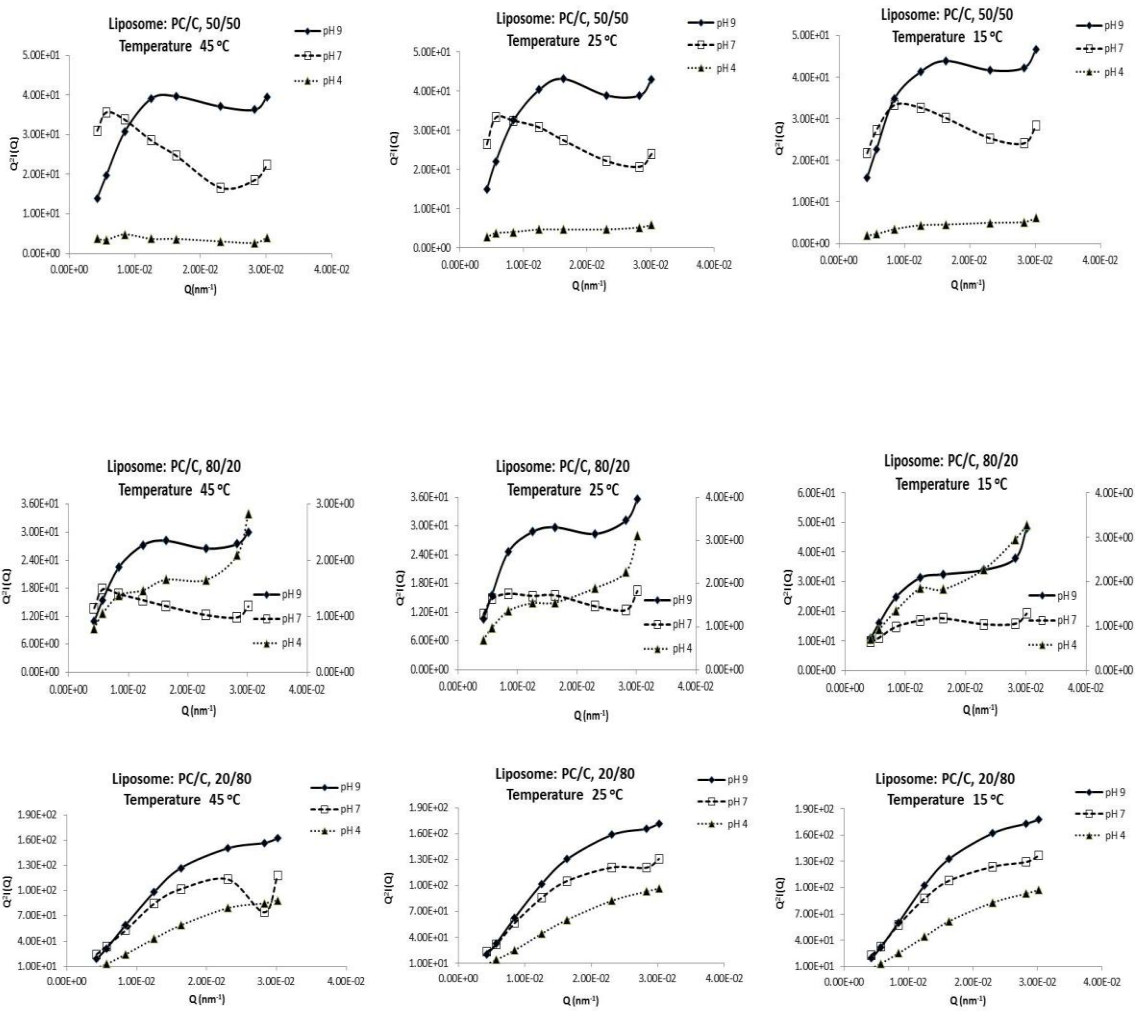 Liposome: PC/C, 50/50
Temperature 45 °C
pH 9
pH 7
pH 4
5.00E+01
4.00E+01
3.00E+01
2.00E+01
1.00E+01
0.00E+00
Q²I(Q)
0.00E+00 1.00E-02 2.00E-02 3.00E-02 4.00E-02
Q(nm⁻¹)
Liposome: PC/C, 50/50
Temperature 25 °C
pH 9
pH 7
pH 4
5.00E+01
4.00E+01
3.00E+01
2.00E+01
1.00E+01
0.00E+00
Q²I(Q)
0.00E+00 1.00E-02 2.00E-02 3.00E-02 4.00E-02
Q(nm⁻¹)
Liposome: PC/C, 50/50
Temperature 15 °C
pH 9
pH 7
pH 4
5.00E+01
4.00E+01
3.00E+01
2.00E+01
1.00E+01
0.00E+00
Q²I(Q)
0.00E+00 1.00E-02 2.00E-02 3.00E-02 4.00E-02
Q(nm⁻¹)
Liposome: PC/C, 80/20
Temperature 45 °C
3.60E+01
3.00E+01
2.40E+01
1.80E+01
1.20E+01
6.00E+00
0.00E+00
Q²I(Q)
3.00E+00
2.00E+00
1.00E+00
0.00E+00
pH 9
pH 7
pH 4
0.00E+00 1.00E-02 2.00E-02 3.00E-02 4.00E-02
Q (nm⁻¹)
Liposome: PC/C, 80/20
Temperature 25 °C
3.60E+01
3.00E+01
2.40E+01
1.80E+01
1.20E+01
6.00E+00
0.00E+00
Q²I(Q)
4.00E+00
3.00E+00
2.00E+00
1.00E+00
0.00E+00
pH 9
pH 7
pH 4
0.00E+00 1.00E-02 2.00E-02 3.00E-02 4.00E-02
Q (nm⁻¹)
Liposome: PC/C, 80/20
Temperature 15 °C
6.00E+01
5.00E+01
4.00E+01
3.00E+01
2.00E+01
1.00E+01
0.00E+00
Q²I(Q)
4.00E+00
3.00E+00
2.00E+00
1.00E+00
0.00E+00
pH 9
pH 7
pH 4
0.00E+00 1.00E-02 2.00E-02 3.00E-02 4.00E-02
Q (nm⁻¹)
Liposome: PC/C, 20/80
Temperature 45 °C
pH 9
pH 7
pH 4
1.90E+02
1.60E+02
1.30E+02
1.00E+02
7.00E+01
4.00E+01
1.00E+01
Q²I(Q)
0.00E+00 1.00E-02 2.00E-02 3.00E-02 4.00E-02
Q (nm⁻¹)
Liposome: PC/C, 20/80
Temperature 25 °C
pH 9
pH 7
pH 4
1.90E+02
1.60E+02
1.30E+02
1.00E+02
7.00E+01
4.00E+01
1.00E+01
Q²I(Q)
0.00E+00 1.00E-02 2.00E-02 3.00E-02 4.00E-02
Q (nm⁻¹)
Liposome: PC/C, 20/80
Temperature 15 °C
pH 9
pH 7
pH 4
1.90E+02
1.60E+02
1.30E+02
1.00E+02
7.00E+01
4.00E+01
1.00E+01
Q²I(Q)
0.00E+00 1.00E-02 2.00E-02 3.00E-02 4.00E-02
Q (nm⁻¹)